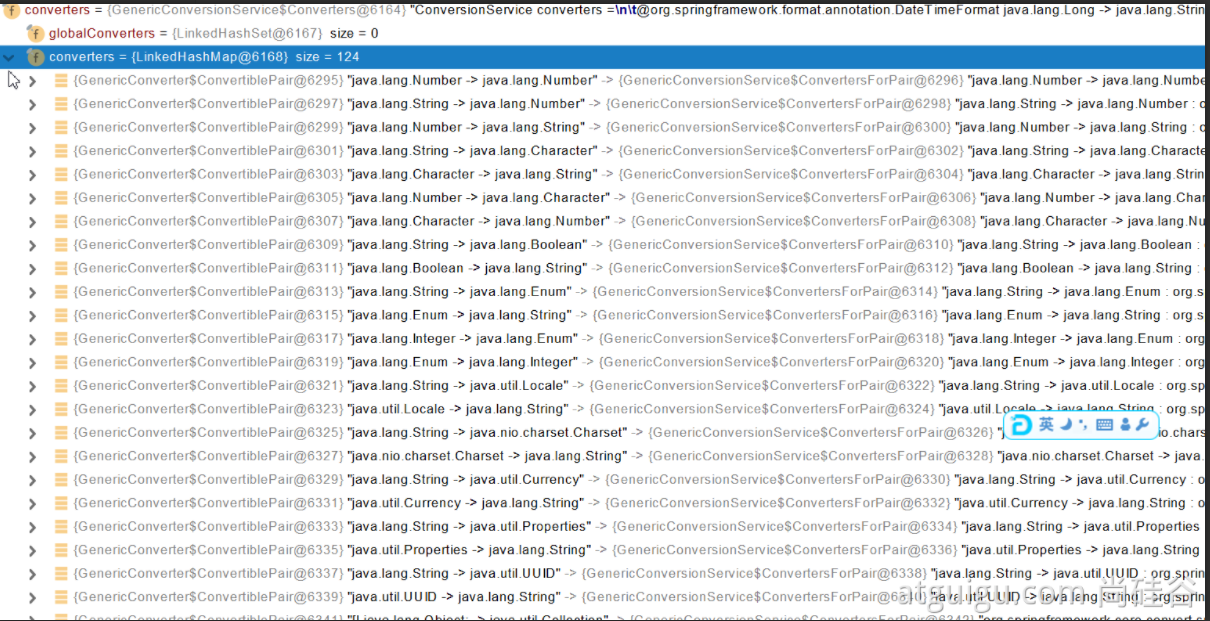 converters = {GenericConversionService$Converters@6164} "ConversionService converters =\n\t@org.springframework.format.annotation.DateTimeFormat java.lang.Long -> java.lang.Strin
globalConverters = {LinkedHashSet@6167} size = 0
converters = {LinkedHashMap@6168} size = 124
{GenericConverter$ConvertiblePair@6295} "java.lang.Number -> java.lang.Number" -> {GenericConversionService$ConvertersForPair@6296} "java.lang.Number -> java.lang.Numbe
{GenericConverter$ConvertiblePair@6297} "java.lang.String -> java.lang.Number" -> {GenericConversionService$ConvertersForPair@6298} "java.lang.String -> java.lang.Number : o
{GenericConverter$ConvertiblePair@6299} "java.lang.Number -> java.lang.String" -> {GenericConversionService$ConvertersForPair@6300} "java.lang.Number -> java.lang.String : o
{GenericConverter$ConvertiblePair@6301} "java.lang.String -> java.lang.Character" -> {GenericConversionService$ConvertersForPair@6302} "java.lang.String -> java.lang.Characte
{GenericConverter$ConvertiblePair@6303} "java.lang.Character -> java.lang.String" -> {GenericConversionService$ConvertersForPair@6304} "java.lang.Character -> java.lang.Strin
{GenericConverter$ConvertiblePair@6305} "java.lang.Number -> java.lang.Character" -> {GenericConversionService$ConvertersForPair@6306} "java.lang.Number -> java.lang.Char
{GenericConverter$ConvertiblePair@6307} "java.lang.Character -> java.lang.Number" -> {GenericConversionService$ConvertersForPair@6308} "java.lang.Character -> java.lang.Nu
{GenericConverter$ConvertiblePair@6309} "java.lang.String -> java.lang.Boolean" -> {GenericConversionService$ConvertersForPair@6310} "java.lang.String -> java.lang.Boolean :
{GenericConverter$ConvertiblePair@6311} "java.lang.Boolean -> java.lang.String" -> {GenericConversionService$ConvertersForPair@6312} "java.lang.Boolean -> java.lang.String :
{GenericConverter$ConvertiblePair@6313} "java.lang.String -> java.lang.Enum" -> {GenericConversionService$ConvertersForPair@6314} "java.lang.String -> java.lang.Enum : org.s
{GenericConverter$ConvertiblePair@6315} "java.lang.Enum -> java.lang.String" -> {GenericConversionService$ConvertersForPair@6316} "java.lang.Enum -> java.lang.String : org.s
{GenericConverter$ConvertiblePair@6317} "java.lang.Integer -> java.lang.Enum" -> {GenericConversionService$ConvertersForPair@6318} "java.lang.Integer -> java.lang.Enum : org
{GenericConverter$ConvertiblePair@6319} "java.lang.Enum -> java.lang.Integer" -> {GenericConversionService$ConvertersForPair@6320} "java.lang.Enum -> java.lang.Integer : org
{GenericConverter$ConvertiblePair@6321} "java.lang.String -> java.util.Locale" -> {GenericConversionService$ConvertersForPair@6322} "java.lang.String -> java.util.Locale : org.sp
{GenericConverter$ConvertiblePair@6323} "java.util.Locale -> java.lang.String" -> {GenericConversionService$ConvertersForPair@6324} "java.util.Locale -> java.lang.String : org.sp
英
{GenericConverter$ConvertiblePair@6325} "java.lang.String -> java.nio.charset.Charset" -> {GenericConversionService$ConvertersForPair@6326} "j io.chars
{GenericConverter$ConvertiblePair@6327} "java.nio.charset.Charset -> java.lang.String" -> {GenericConversionService$ConvertersForPair@6328} "java.nio.charset.Charset -> java.
{GenericConverter$ConvertiblePair@6329} "java.lang.String -> java.util.Currency" -> {GenericConversionService$ConvertersForPair@6330} "java.lang.String -> java.util.Currency : o
{GenericConverter$ConvertiblePair@6331} "java.util.Currency -> java.lang.String" -> {GenericConversionService$ConvertersForPair@6332} "java.util.Currency -> java.lang.String : o
{GenericConverter$ConvertiblePair@6333} "java.lang.String -> java.util.Properties" -> {GenericConversionService$ConvertersForPair@6334} "java.lang.String -> java.util.Properties
{GenericConverter$ConvertiblePair@6335} "java.util.Properties -> java.lang.String" -> {GenericConversionService$ConvertersForPair@6336} "java.util.Properties -> java.lang.String
{GenericConverter$ConvertiblePair@6337} "java.lang.String -> java.util.UUID" -> {GenericConversionService$ConvertersForPair@6338} "java.lang.String -> java.util.UUID : org.sprin
{GenericConverter$ConvertiblePair@6339} "java.util.UUID -> java.lang.String" -> {GenericConversionService$ConvertersForPair@6340} "java.util.UUID -> java.lang.String : org.sprin
atguigu.com 尚硅谷